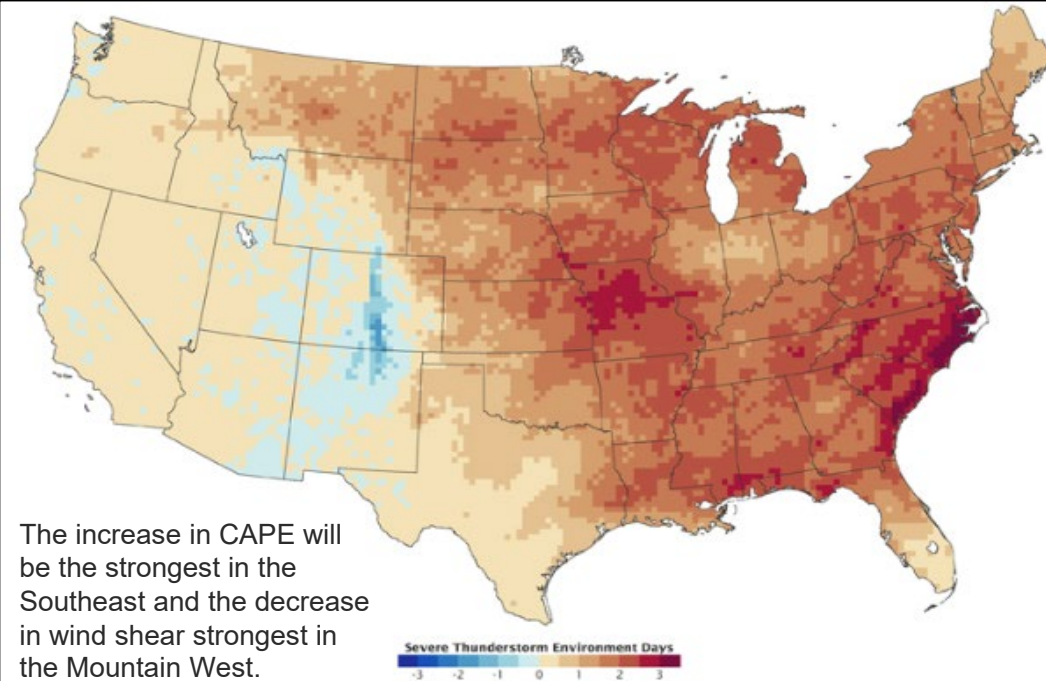 The increase in CAPE will
be the strongest in the
Southeast and the decrease
in wind shear strongest in
the Mountain West.
Severe Thunderstorm Environment Days
-3 -2 -1 0 1 2 3